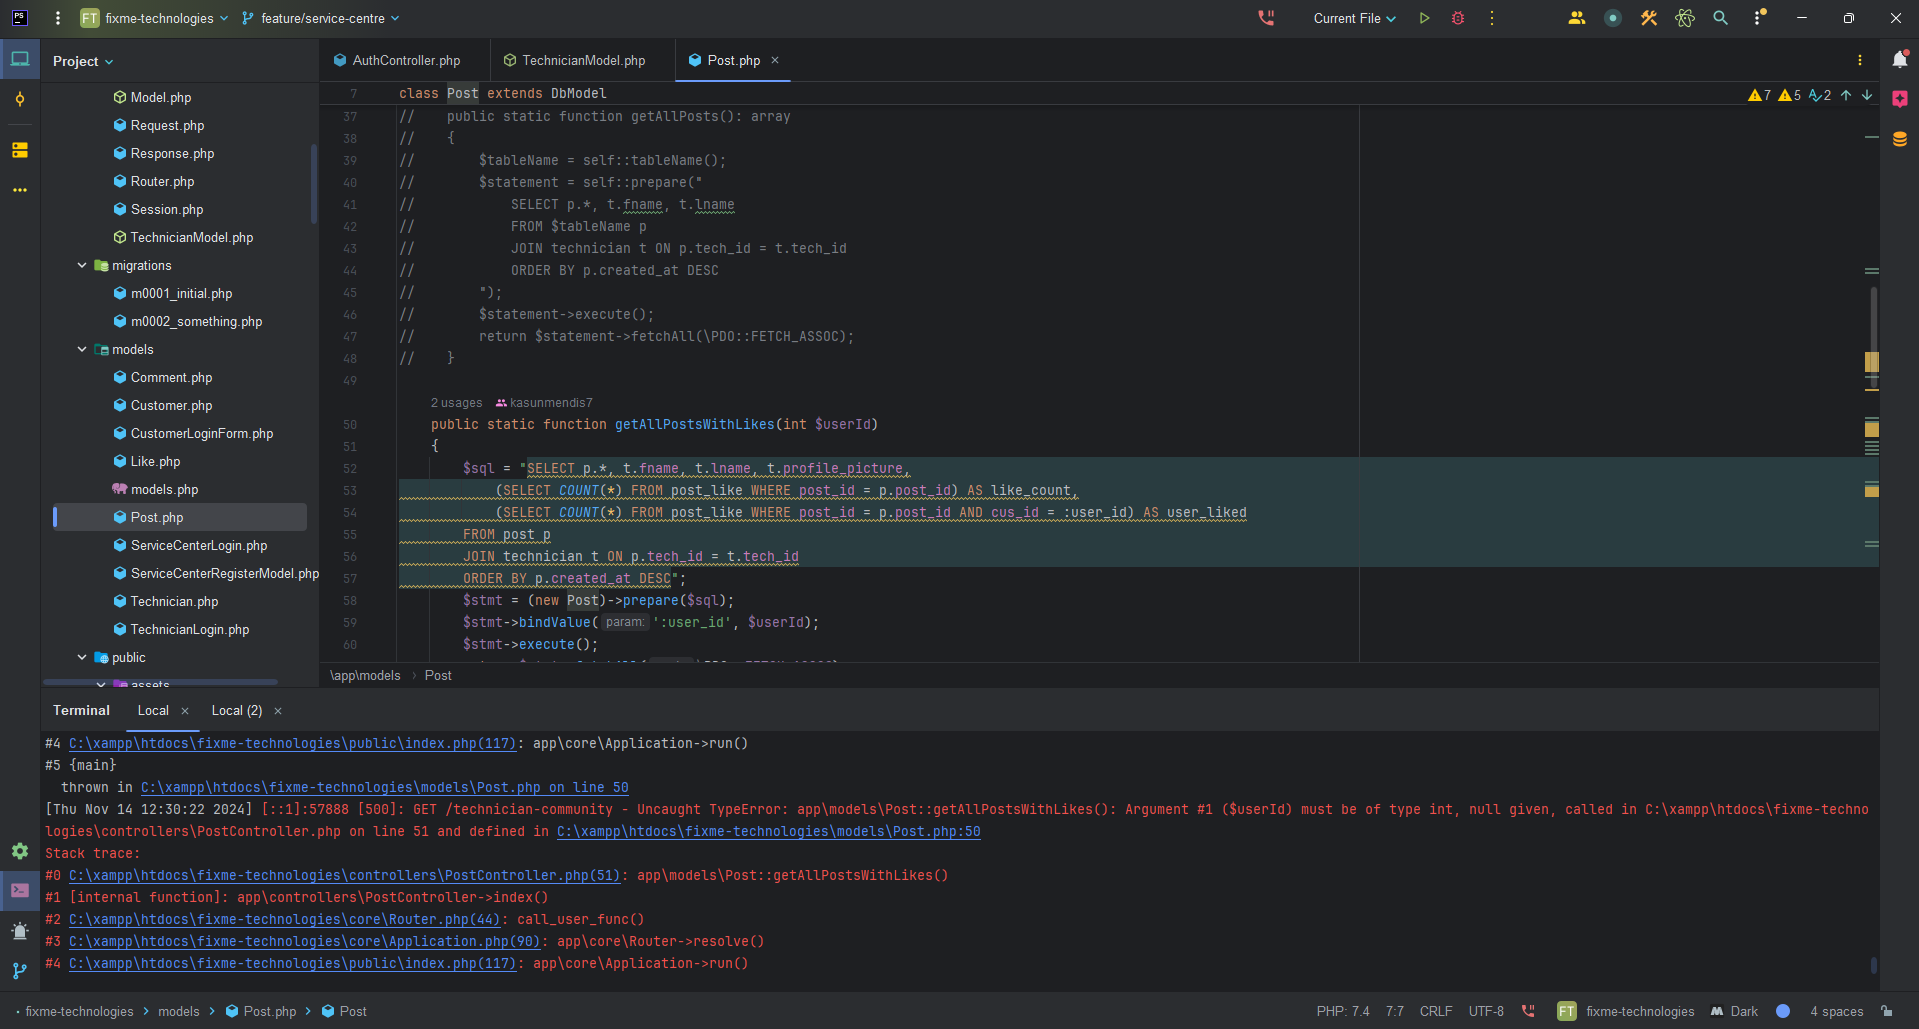 FT fixme-technologies feature/service-centre Current File
Project
AuthController.php TechnicianModel.php Post.php
Model.php
Request.php
Response.php
Router.php
Session.php
TechnicianModel.php
migrations
m0001_initial.php
m0002_something.php
models
Comment.php
Customer.php
CustomerLoginForm.php
Like.php
models.php
Post.php
ServiceCenterLogin.php
ServiceCenterRegisterModel.php
Technician.php
TechnicianLogin.php
public
assets
7 class Post extends DbModel 7 5 2
37 // public static function getAllPosts(): array
38 // {
39 // $tableName = self::tableName();
40 // $statement = self::prepare("
41 // SELECT p.*, t.fname, t.lname
42 // FROM $tableName p
43 // JOIN technician t ON p.tech_id = t.tech_id
44 // ORDER BY p.created_at DESC
45 // ");
46 // $statement->execute();
47 // return $statement->fetchAll(\PDO::FETCH_ASSOC);
48 // }
49
2 usages kasunmendis7
50 public static function getAllPostsWithLikes(int $userId)
51 {
52 $sql = "SELECT p.*, t.fname, t.lname, t.profile_picture,
53 (SELECT COUNT(*) FROM post_like WHERE post_id = p.post_id) AS like_count,
54 (SELECT COUNT(*) FROM post_like WHERE post_id = p.post_id AND cus_id = :user_id) AS user_liked
55 FROM post p
56 JOIN technician t ON p.tech_id = t.tech_id
57 ORDER BY p.created_at DESC";
58 $stmt = (new Post)->prepare($sql);
59 $stmt->bindValue( param: ':user_id', $userId);
60 $stmt->execute();
\app\models › Post
Terminal Local Local (2)
#4 C:\xampp\htdocs\fixme-technologies\public\index.php(117): app\core\Application->run()
#5 {main}
thrown in C:\xampp\htdocs\fixme-technologies\models\Post.php on line 50
[Thu Nov 14 12:30:22 2024] [::1]:57888 [500]: GET /technician-community - Uncaught TypeError: app\models\Post::getAllPostsWithLikes(): Argument #1 ($userId) must be of type int, null given, called in C:\xampp\htdocs\fixme-techno
logies\controllers\PostController.php on line 51 and defined in C:\xampp\htdocs\fixme-technologies\models\Post.php:50
Stack trace:
#0 C:\xampp\htdocs\fixme-technologies\controllers\PostController.php(51): app\models\Post::getAllPostsWithLikes()
#1 [internal function]: app\controllers\PostController->index()
#2 C:\xampp\htdocs\fixme-technologies\core\Router.php(44): call_user_func()
#3 C:\xampp\htdocs\fixme-technologies\core\Application.php(90): app\core\Router->resolve()
#4 C:\xampp\htdocs\fixme-technologies\public\index.php(117): app\core\Application->run()
fixme-technologies › models › Post.php › Post PHP: 7.4 7:7 CRLF UTF-8 FT fixme-technologies Dark 4 spaces